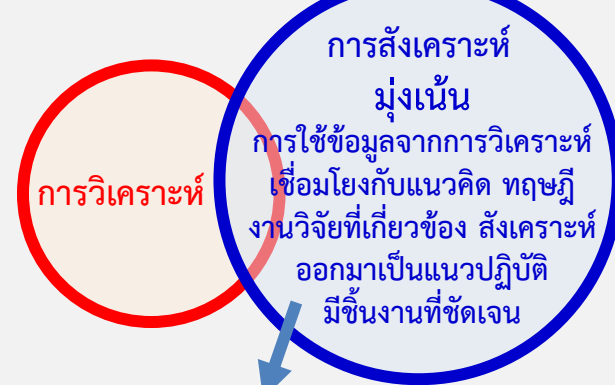 การสังเคราะห์
มุ่งเน้น
การใช้ข้อมูลจากการวิเคราะห์
เชื่อมโยงกับแนวคิด ทฤษฎี
งานวิจัยที่เกี่ยวข้อง สังเคราะห์
ออกมาเป็นแนวปฏิบัติ
มีชิ้นงานที่ชัดเจน
การวิเคราะห์